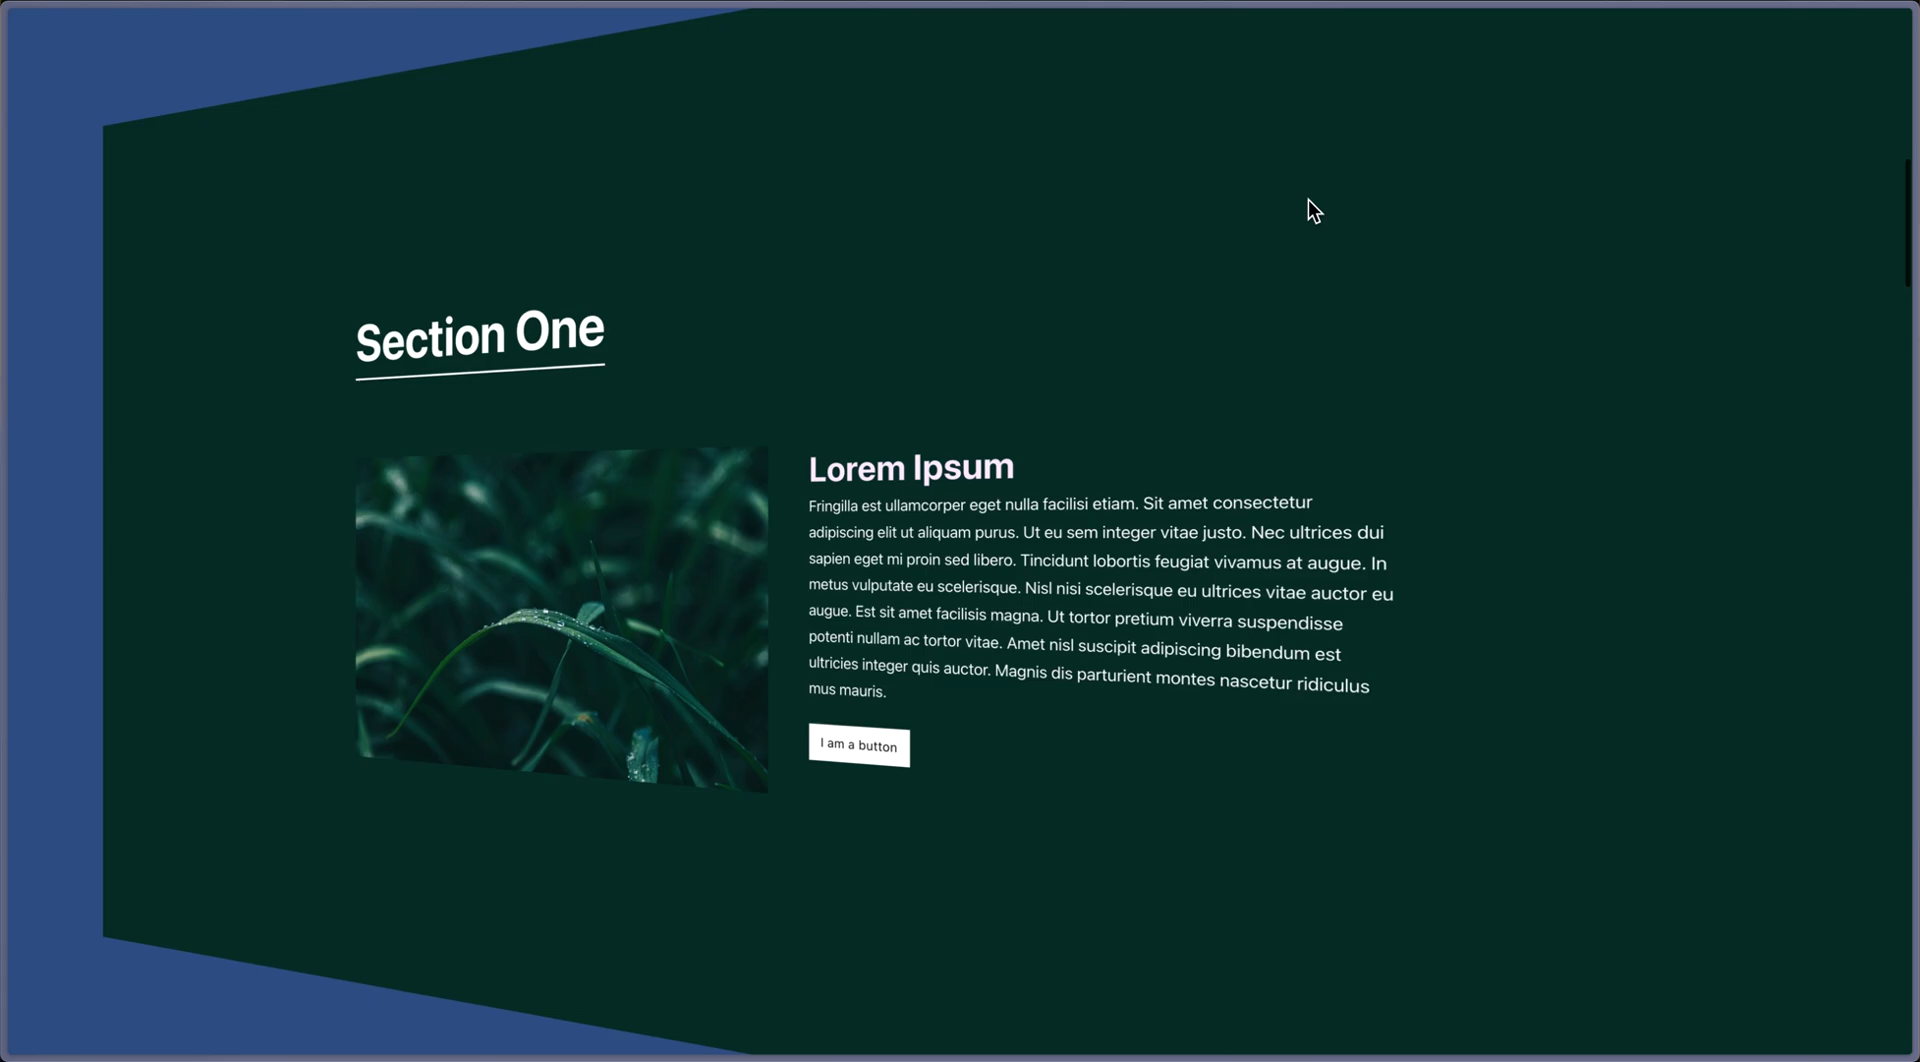 Section One
Lorem Ipsum
Fringilla est ullamcorper eget nulla facilisi etiam. Sit amet consectetur
adipiscing elit ut aliquam purus. Ut eu sem integer vitae justo. Nec ultrices dui
sapien eget mi proin sed libero. Tincidunt lobortis feugiat vivamus at augue. In
metus vulputate eu scelerisque. Nisl nisi scelerisque eu ultrices vitae auctor eu
augue. Est sit amet facilisis magna. Ut tortor pretium viverra suspendisse
potenti nullam ac tortor vitae. Amet nisl suscipit adipiscing bibendum est
ultricies integer quis auctor. Magnis dis parturient montes nascetur ridiculus
mus mauris.
I am a button